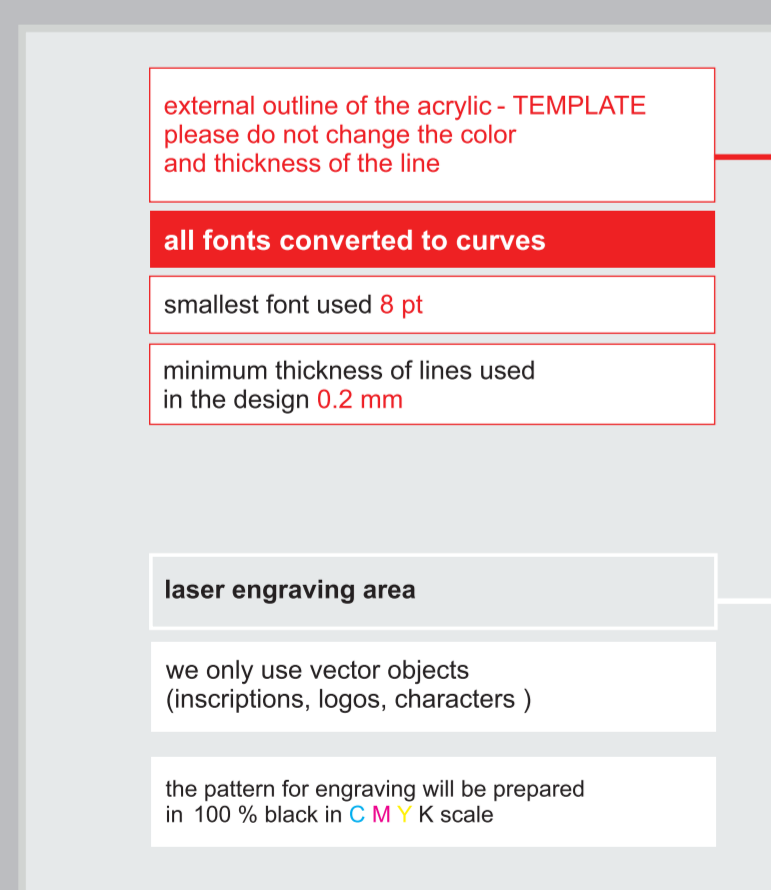 external outline of the acrylic - TEMPLATE
please do not change the color
and thickness of the line
all fonts converted to curves
smallest font used 8 pt
minimum thickness of lines used
in the design 0.2 mm
laser engraving area
we only use vector objects
(inscriptions, logos, characters )
the pattern for engraving will be prepared
in 100 % black in C M Y K scale